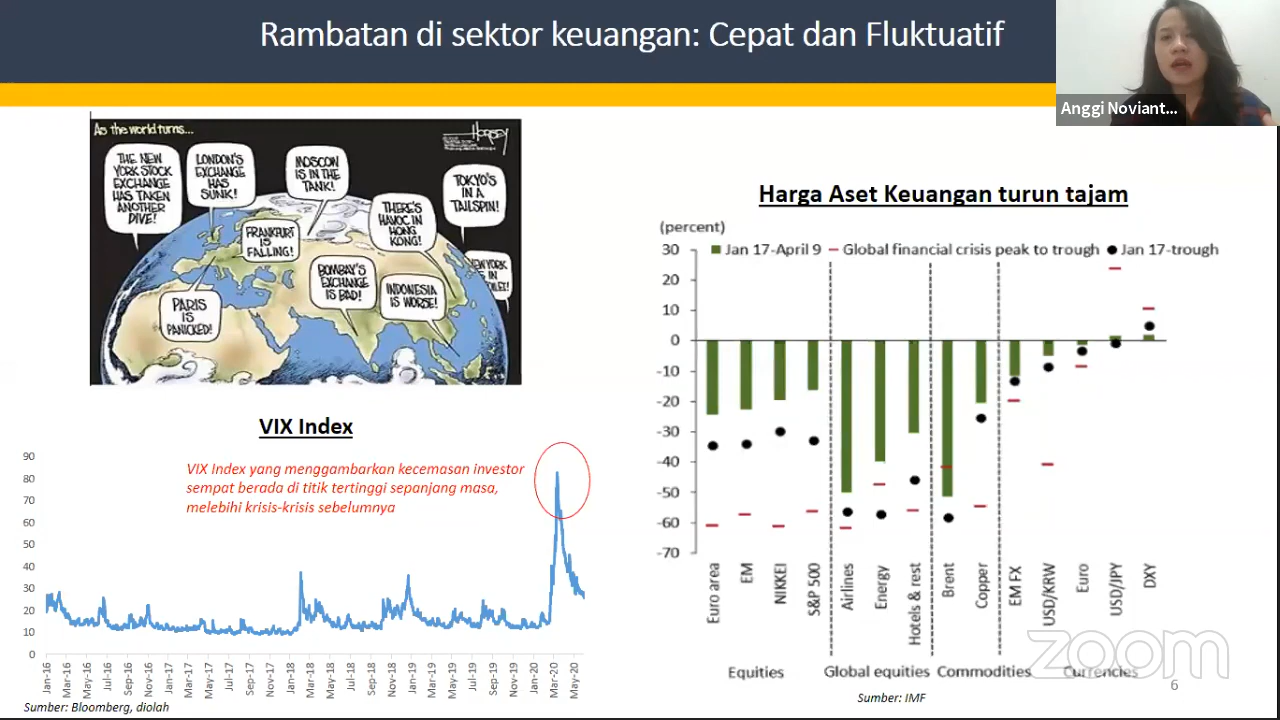 Rambatan di sektor keuangan: Cepat dan Fluktuatif
Anggi Noviant...
As the world turns...
HORSEY
THE NEW
YORK STOCK
EXCHANGE
HAS TAKEN
ANOTHER
DIVE!
LONDON'S
EXCHANGE
HAS
SUNK!
MOSCOW
IS IN THE
TANK!
TOKYO'S
IN A
TAILSPIN!
THERE'S
HAVOC IN
HONG
KONG!
FRANKFURT
IS
FALLING!
BOMBAY'S
EXCHANGE
IS BAD!
INDONESIA
IS WORSE!
PARIS
IS
PANICKED!
NEW YORK
VIX Index
VIX Index yang menggambarkan kecemasan investor
sempat berada di titik tertinggi sepanjang masa,
melebihi krisis-krisis sebelumnya
90
80
70
60
50
40
30
20
10
0
Jan-16
Mar-16
May-16
Jul-16
Sep-16
Nov-16
Jan-17
Mar-17
May-17
Jul-17
Sep-17
Nov-17
Jan-18
Mar-18
May-18
Jul-18
Sep-18
Nov-18
Jan-19
Mar-19
May-19
Jul-19
Sep-19
Nov-19
Jan-20
Mar-20
May-20
Sumber: Bloomberg, diolah
Harga Aset Keuangan turun tajam
(percent)
Jan 17-April 9
Global financial crisis peak to trough
Jan 17-trough
30
20
10
0
-10
-20
-30
-40
-50
-60
-70
Euro area
EM
NIKKEI
S&P 500
Airlines
Energy
Hotels & rest
Brent
Copper
EM FX
USD/KRW
Euro
USD/JPY
DXY
Equities
Global equities
Commodities
Currencies
Sumber: IMF
zoom
6